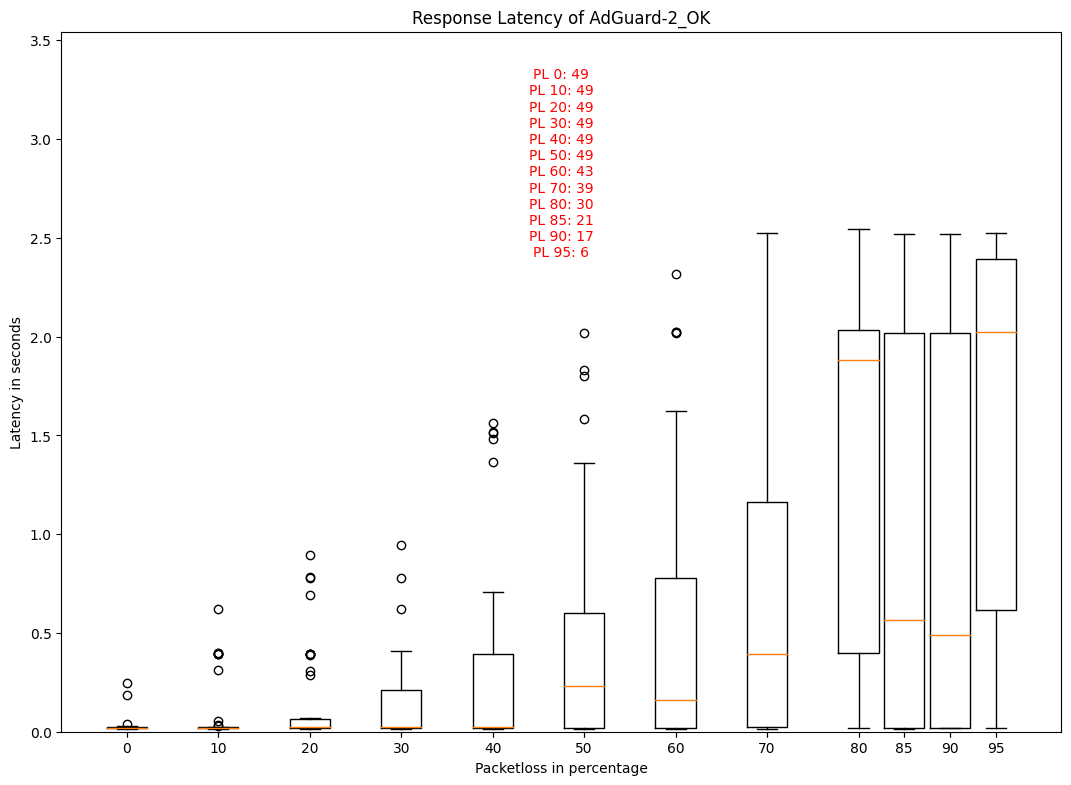 Response Latency of AdGuard-2_OK
3.5
3.0
2.5
2.0
1.5
1.0
0.5
0.0
Latency in seconds
PL 0: 49
PL 10: 49
PL 20: 49
PL 30: 49
PL 40: 49
PL 50: 49
PL 60: 43
PL 70: 39
PL 80: 30
PL 85: 21
PL 90: 17
PL 95: 6
0 10 20 30 40 50 60 70 80 85 90 95
Packetloss in percentage